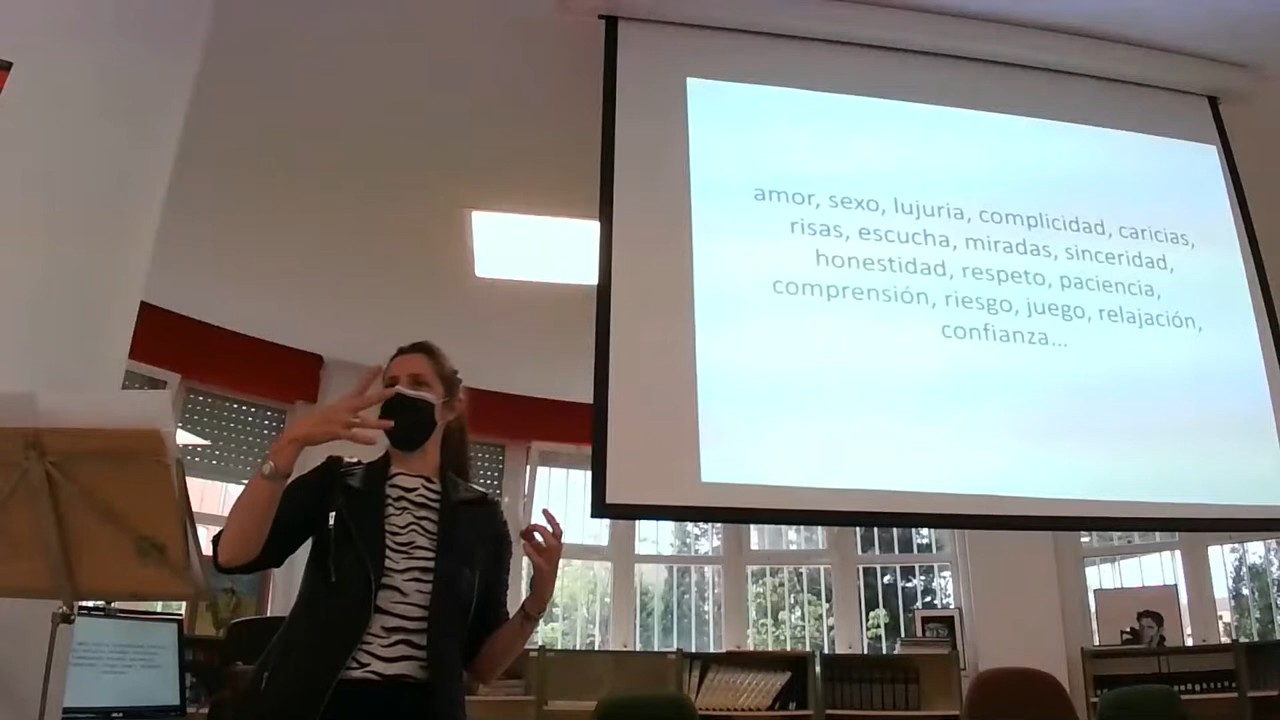 amor, sexo, lujuria, complicidad, caricias,
risas, escucha, miradas, sinceridad,
honestidad, respeto, paciencia,
comprensión, riesgo, juego, relajación,
confianza...